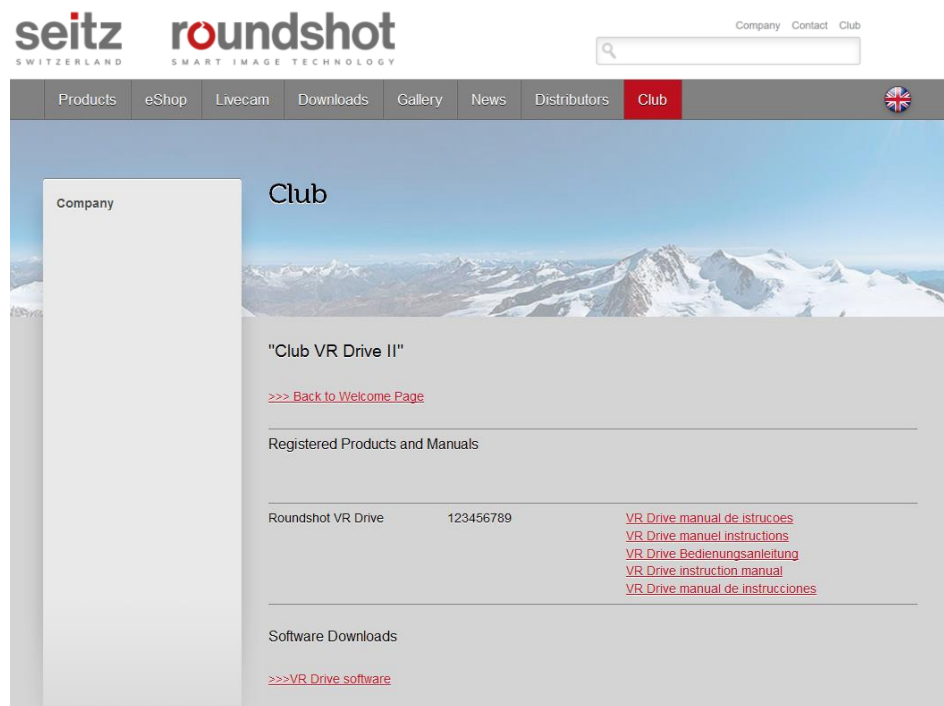 seitz roundshot
SWITZERLAND SMART IMAGE TECHNOLOGY
Company Contact Club
Products eShop Livecam Downloads Gallery News Distributors Club
Company
Club
"Club VR Drive II"
>>> Back to Welcome Page
Registered Products and Manuals
Roundshot VR Drive 123456789 VR Drive manual de istrucoes
VR Drive manuel instructions
VR Drive Bedienungsanleitung
VR Drive instruction manual
VR Drive manual de instrucciones
Software Downloads
>>>VR Drive software